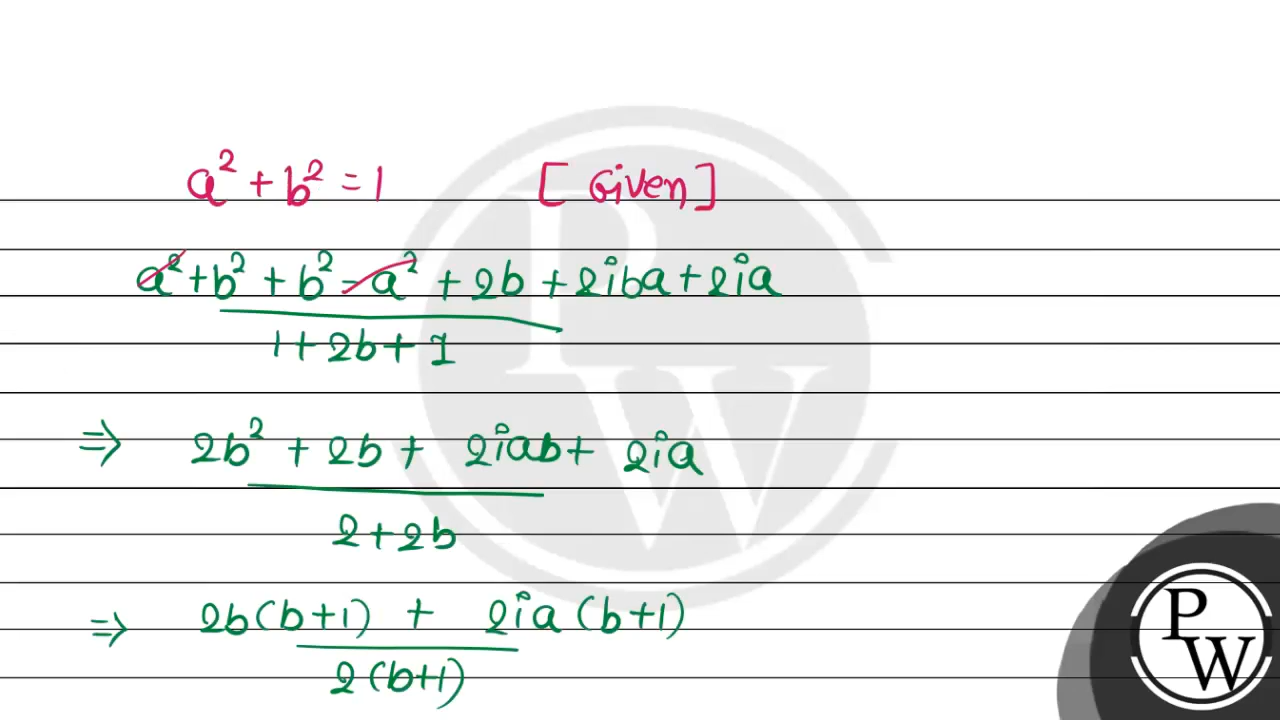 a² + b² = 1 [Given]
a² + b² + b² - a² + 2b + 2iba + 2ia
1 + 2b + 1
⇒ 2b² + 2b + 2iab + 2ia
2 + 2b
⇒ 2b(b+1) + 2ia(b+1)
2(b+1)
P
W
P
W